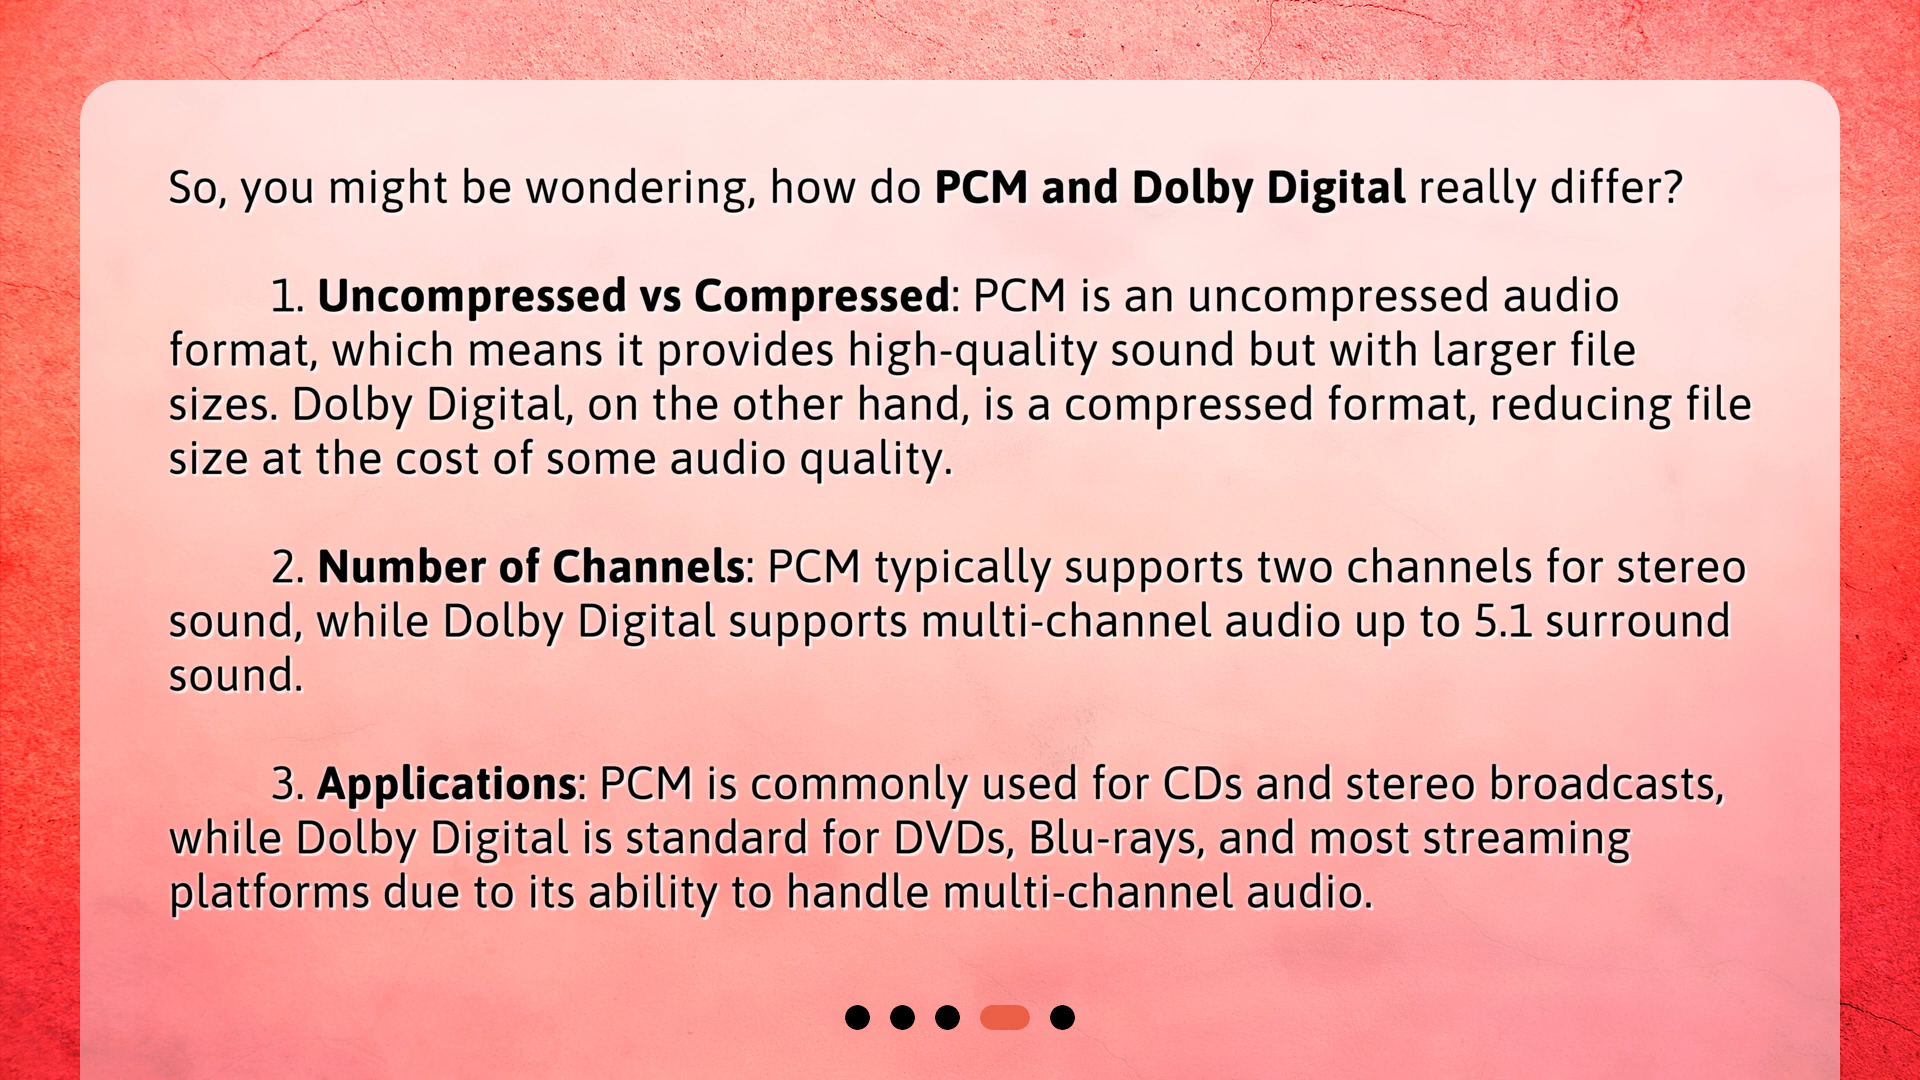 So, you might be wondering, how do PCM and Dolby Digital really differ?
1. Uncompressed vs Compressed: PCM is an uncompressed audio
format, which means it provides high-quality sound but with larger file
sizes. Dolby Digital, on the other hand, is a compressed format, reducing file
size at the cost of some audio quality.
2. Number of Channels: PCM typically supports two channels for stereo
sound, while Dolby Digital supports multi-channel audio up to 5.1 surround
sound.
3. Applications: PCM is commonly used for CDs and stereo broadcasts,
while Dolby Digital is standard for DVDs, Blu-rays, and most streaming
platforms due to its ability to handle multi-channel audio.